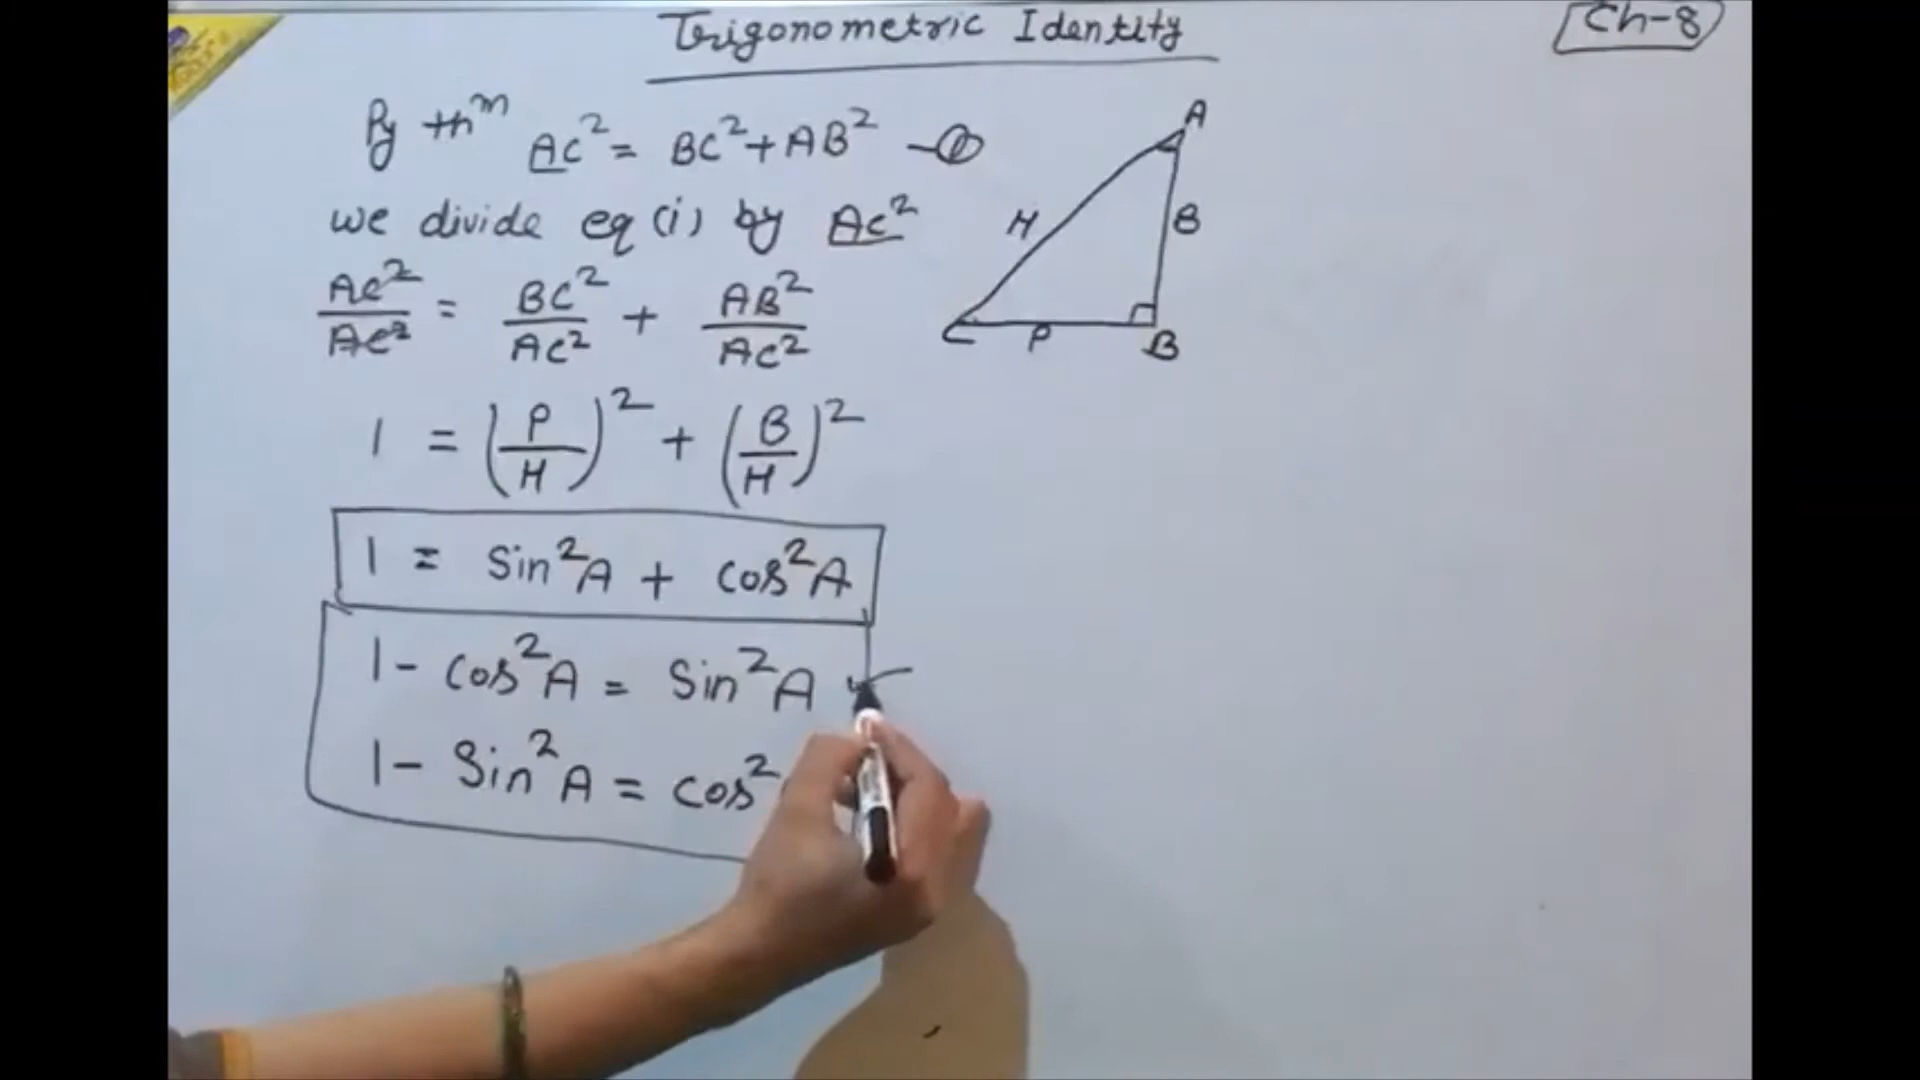 Trigonometric Identity
Ch-8
Py thm AC² = BC² + AB² —①
we divide eq (i) by AC²
AC²/AC² = BC²/AC² + AB²/AC²
1 = (P/H)² + (B/H)²
1 = Sin²A + cos²A
1 - cos²A = Sin²A
1 - Sin²A = cos²
A
H
B
C
P
B